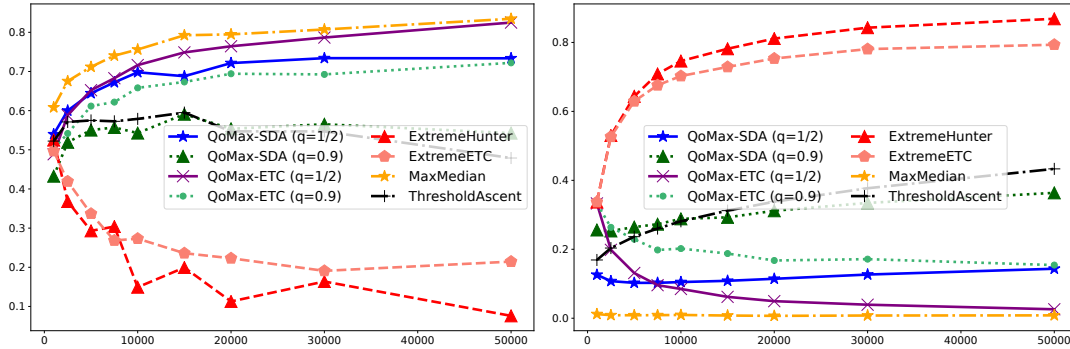 0.8
0.7
0.6
0.5
0.4
0.3
0.2
0.1
QoMax-SDA (q=1/2)
QoMax-SDA (q=0.9)
QoMax-ETC (q=1/2)
QoMax-ETC (q=0.9)
ExtremeHunter
ExtremeETC
MaxMedian
ThresholdAscent
0 10000 20000 30000 40000 50000
0.8
0.6
0.4
0.2
0.0
QoMax-SDA (q=1/2)
QoMax-SDA (q=0.9)
QoMax-ETC (q=1/2)
QoMax-ETC (q=0.9)
ExtremeHunter
ExtremeETC
MaxMedian
ThresholdAscent
0 10000 20000 30000 40000 50000